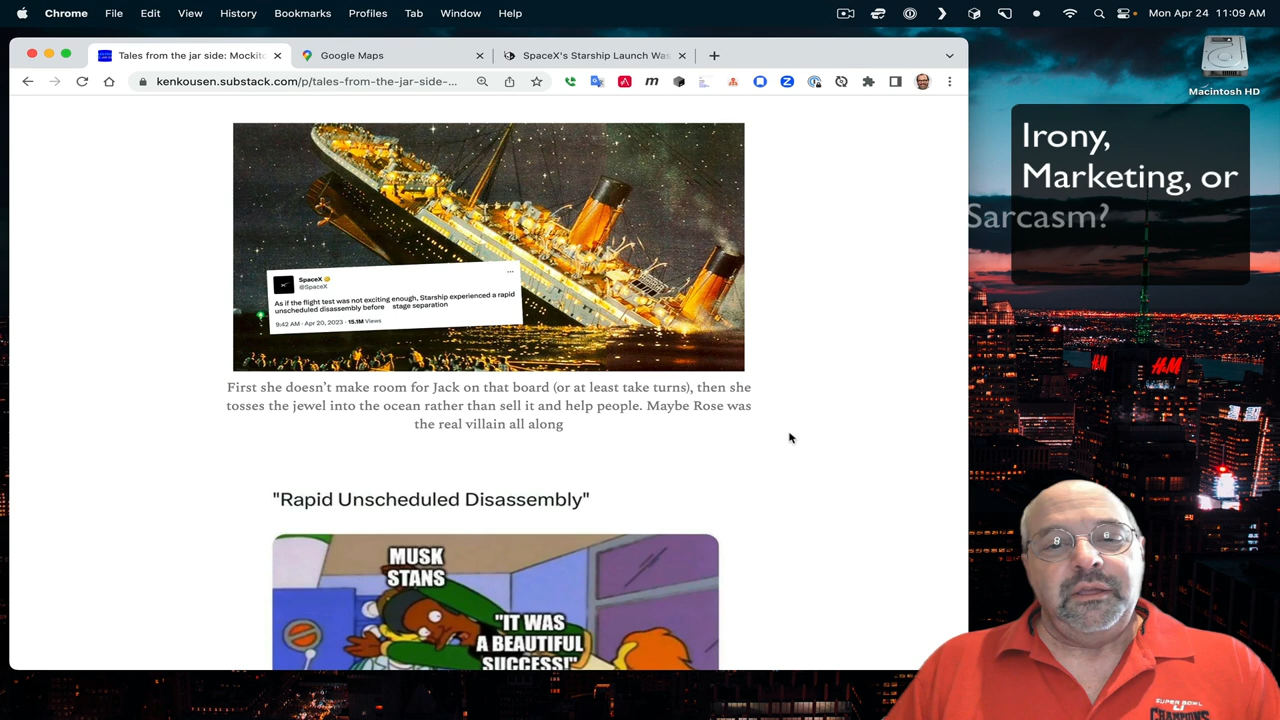 Chrome File Edit View History Bookmarks Profiles Tab Window Help Mon Apr 24 11:09 AM
Tales from the jar side: Mockit Google Maps SpaceX's Starship Launch Was
kenkousen.substack.com/p/tales-from-the-jar-side-...
Macintosh HD
Irony,
Marketing, or
Sarcasm?
SpaceX
@SpaceX
As if the flight test was not exciting enough, Starship experienced a rapid
unscheduled disassembly before stage separation
9:42 AM · Apr 20, 2023 · 15.1M Views
First she doesn't make room for Jack on that board (or at least take turns), then she
tosses the jewel into the ocean rather than sell it and help people. Maybe Rose was
the real villain all along
"Rapid Unscheduled Disassembly"
MUSK
STANS
"IT WAS
A BEAUTIFUL
SUCCESS!"
H&M
H&M
SUPER BOWL
LI
CHAMPIONS